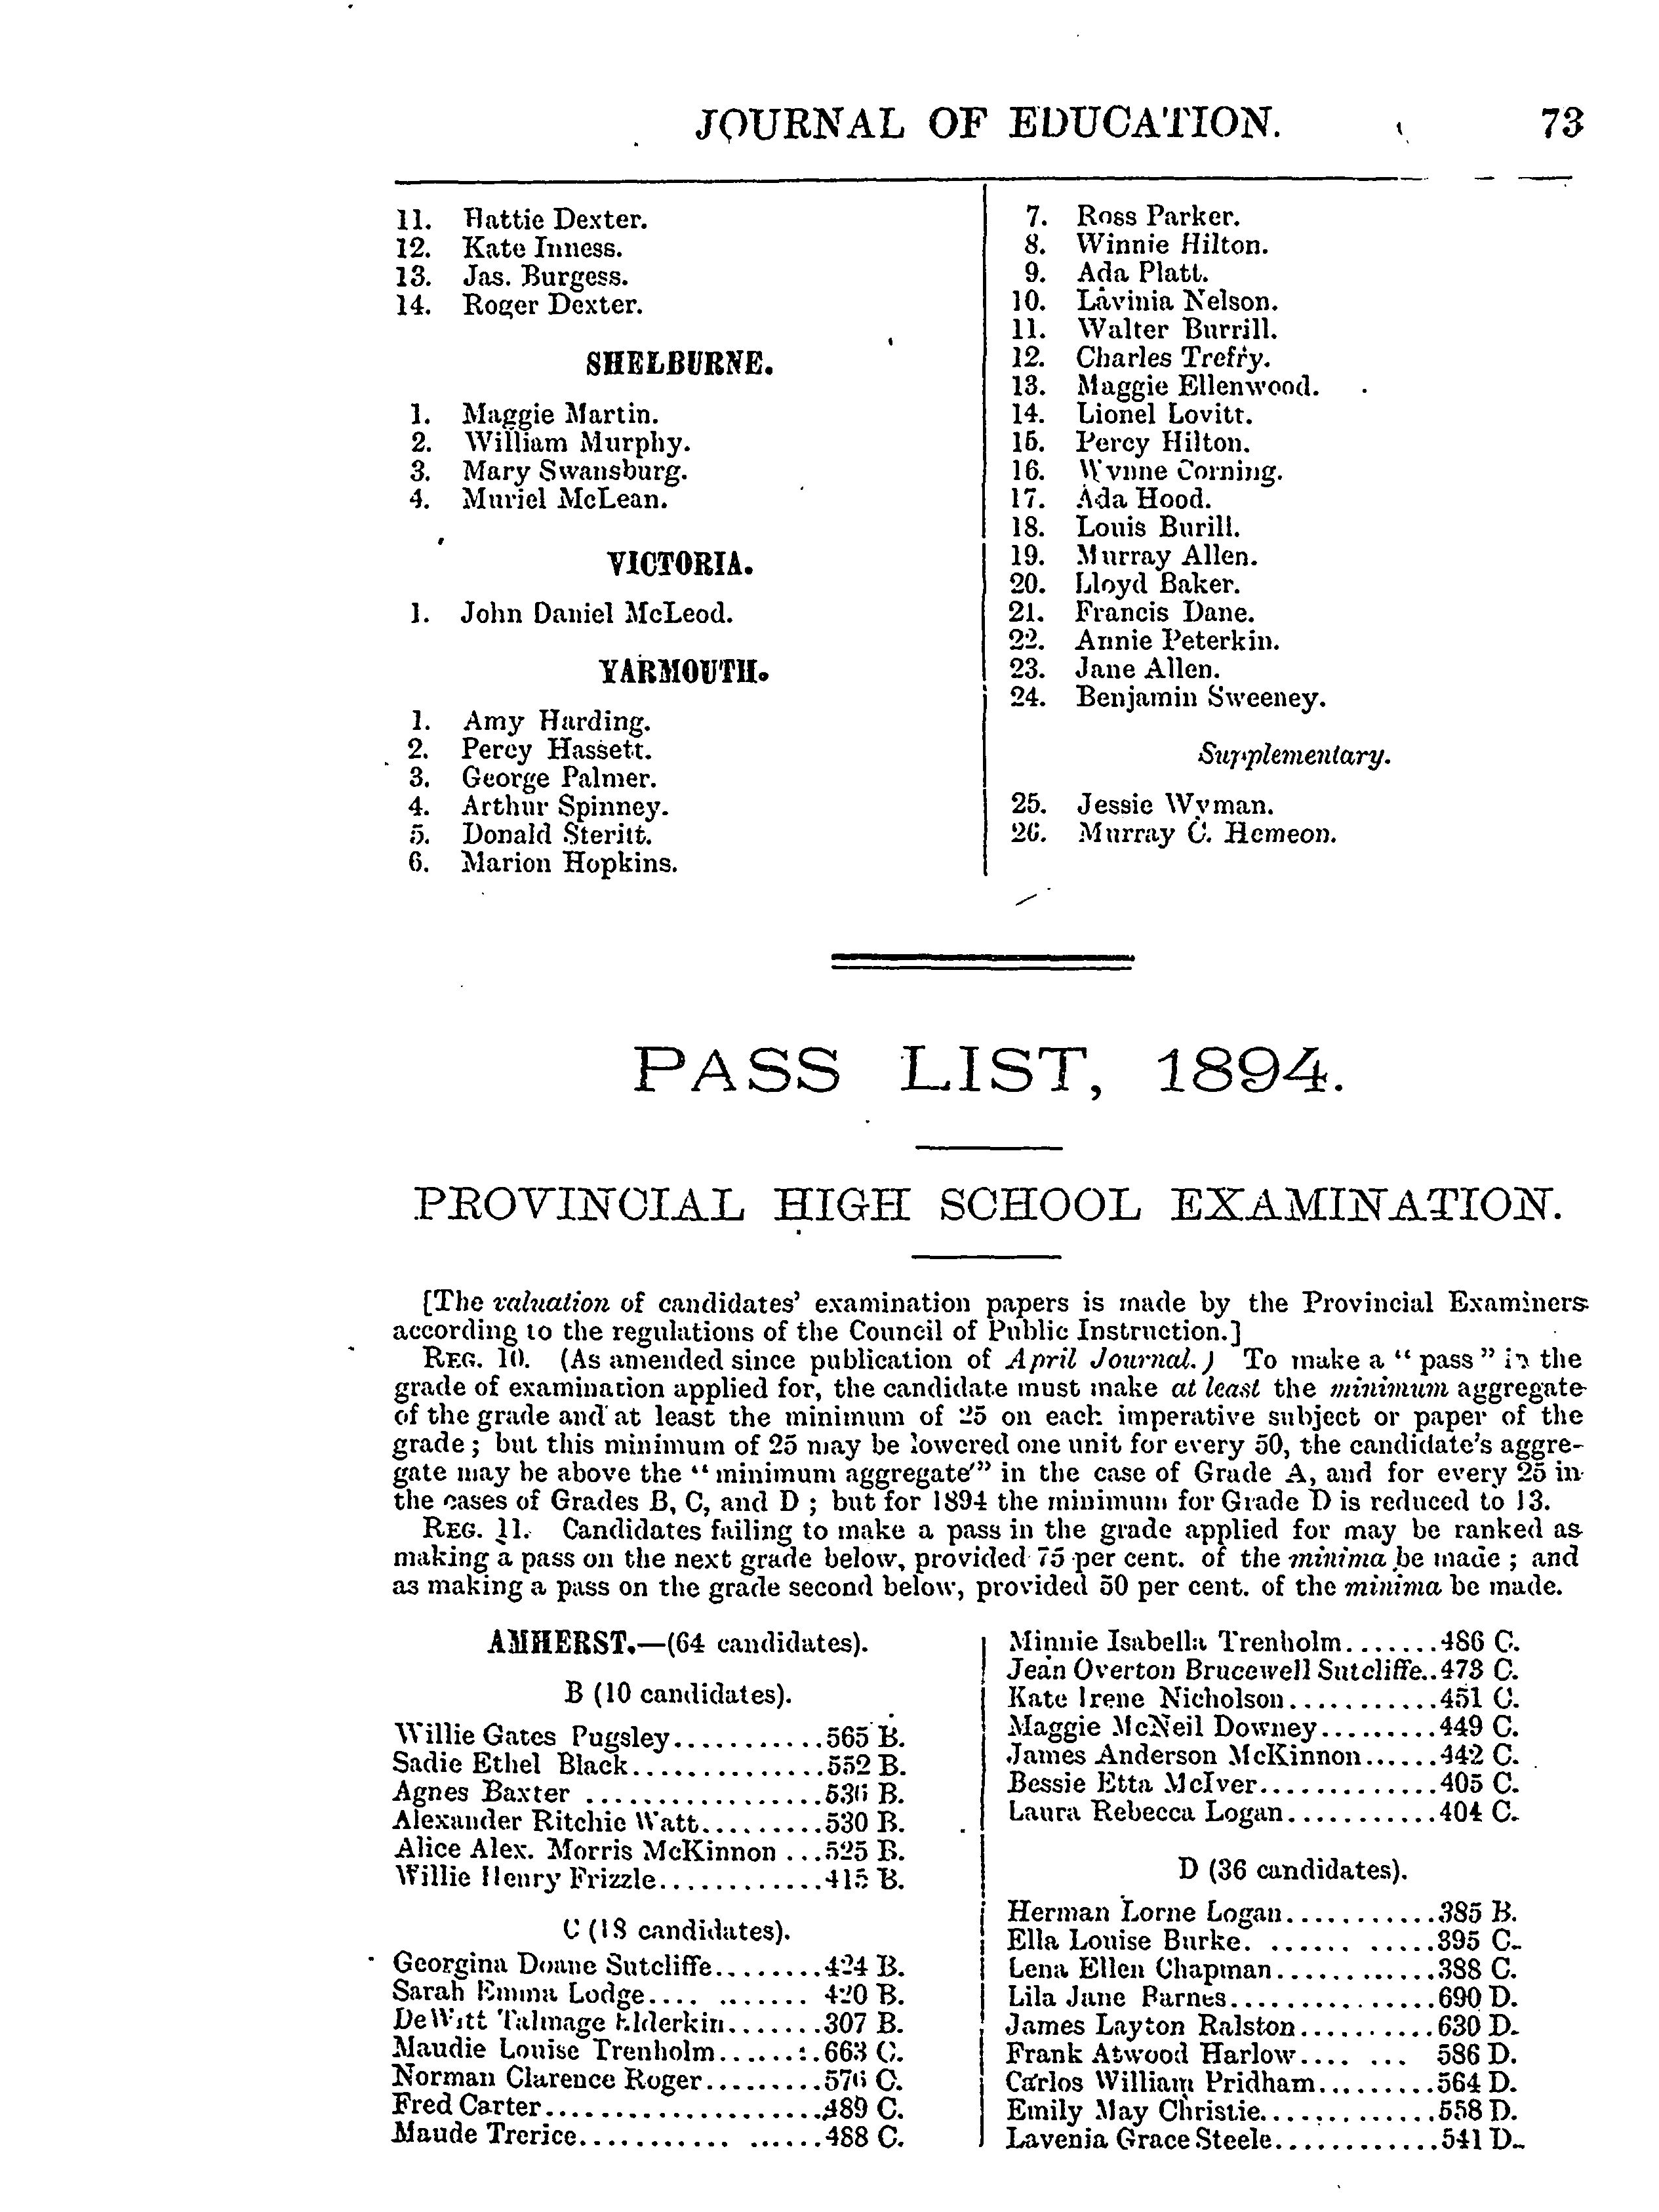 JOURNAL OF EDUCATION. 73
11. Hattie Dexter.
12. Kate Inness.
13. Jas. Burgess.
14. Roger Dexter.
SHELBURNE.
1. Maggie Martin.
2. William Murphy.
3. Mary Swansburg.
4. Muriel McLean.
VICTORIA.
1. John Daniel McLeod.
YARMOUTH.
1. Amy Harding.
2. Percy Hassett.
3. George Palmer.
4. Arthur Spinney.
5. Donald Steritt.
6. Marion Hopkins.
7. Ross Parker.
8. Winnie Hilton.
9. Ada Platt.
10. Lavinia Nelson.
11. Walter Burrill.
12. Charles Trefry.
13. Maggie Ellenwood.
14. Lionel Lovitt.
15. Percy Hilton.
16. Wynne Corning.
17. Ada Hood.
18. Louis Burill.
19. Murray Allen.
20. Lloyd Baker.
21. Francis Dane.
22. Annie Peterkin.
23. Jane Allen.
24. Benjamin Sweeney.
Supplementary.
25. Jessie Wyman.
26. Murray C. Hemeon.
PASS LIST, 1894.
PROVINCIAL HIGH SCHOOL EXAMINATION.
[The valuation of candidates' examination papers is made by the Provincial Examiners
according to the regulations of the Council of Public Instruction.]
REG. 10. (As amended since publication of April Journal.) To make a "pass" in the
grade of examination applied for, the candidate must make at least the minimum aggregate
of the grade and at least the minimum of 25 on each imperative subject or paper of the
grade; but this minimum of 25 may be lowered one unit for every 50, the candidate's aggre-
gate may be above the "minimum aggregate" in the case of Grade A, and for every 25 in
the cases of Grades B, C, and D; but for 1894 the minimum for Grade D is reduced to 13.
REG. 11. Candidates failing to make a pass in the grade applied for may be ranked as
making a pass on the next grade below, provided 75 per cent. of the minima be made; and
as making a pass on the grade second below, provided 50 per cent. of the minima be made.
AMHERST.—(64 candidates).
B (10 candidates).
Willie Gates Pugsley...........565 B.
Sadie Ethel Black..............552 B.
Agnes Baxter .................536 B.
Alexander Ritchie Watt.........530 B.
Alice Alex. Morris McKinnon ...525 B.
Willie Henry Frizzle............415 B.
C (18 candidates).
Georgina Doane Sutcliffe........424 B.
Sarah Emma Lodge.... ....... 420 B.
DeWitt Talmage Elderkin.......307 B.
Maudie Louise Trenholm........663 C.
Norman Clarence Roger.........576 C.
Fred Carter....................489 C.
Maude Trerice........... ......488 C.
Minnie Isabella Trenholm.......486 C.
Jean Overton Brucewell Sutcliffe..473 C.
Kate Irene Nicholson...........451 C.
Maggie McNeil Downey.........449 C.
James Anderson McKinnon......442 C.
Bessie Etta McIver.............405 C.
Laura Rebecca Logan...........404 C.
D (36 candidates).
Herman Lorne Logan...........385 B.
Ella Louise Burke. ...... .....395 C.
Lena Ellen Chapman............388 C.
Lila Jane Barnes...............690 D.
James Layton Ralston..........630 D.
Frank Atwood Harlow.... ... 586 D.
Carlos William Pridham.........564 D.
Emily May Christie.............558 D.
Lavenia Grace Steele............541 D.